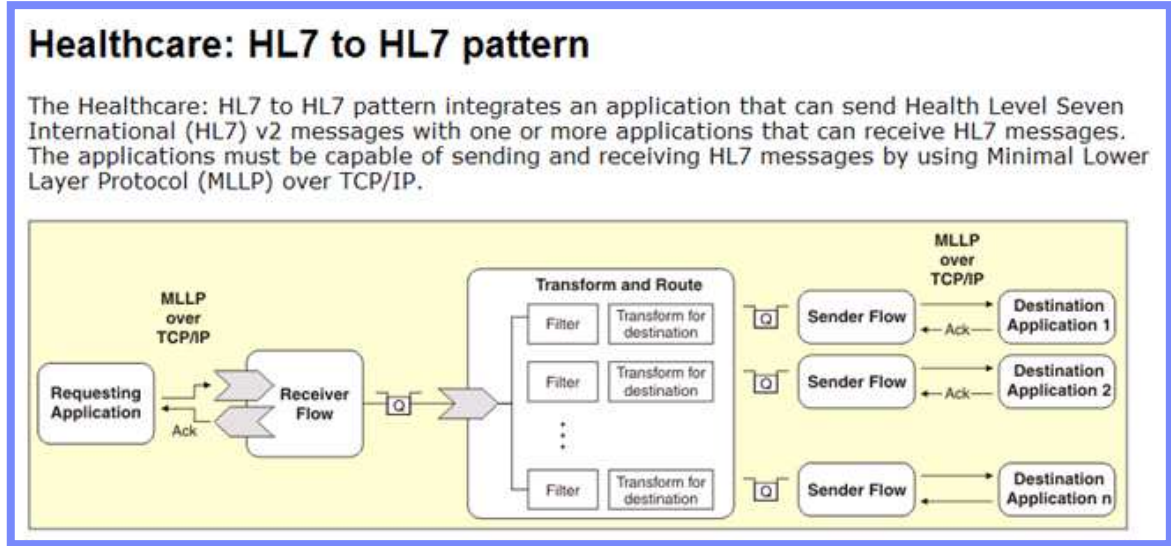 Healthcare: HL7 to HL7 pattern
The Healthcare: HL7 to HL7 pattern integrates an application that can send Health Level Seven
International (HL7) v2 messages with one or more applications that can receive HL7 messages.
The applications must be capable of sending and receiving HL7 messages by using Minimal Lower
Layer Protocol (MLLP) over TCP/IP.
MLLP
over
TCP/IP
Requesting
Application
Ack
Receiver
Flow
Q
Transform and Route
Filter
Transform for
destination
Filter
Transform for
destination
Filter
Transform for
destination
MLLP
over
TCP/IP
Q
Sender Flow
Ack
Destination
Application 1
Q
Sender Flow
Ack
Destination
Application 2
Q
Sender Flow
Destination
Application n